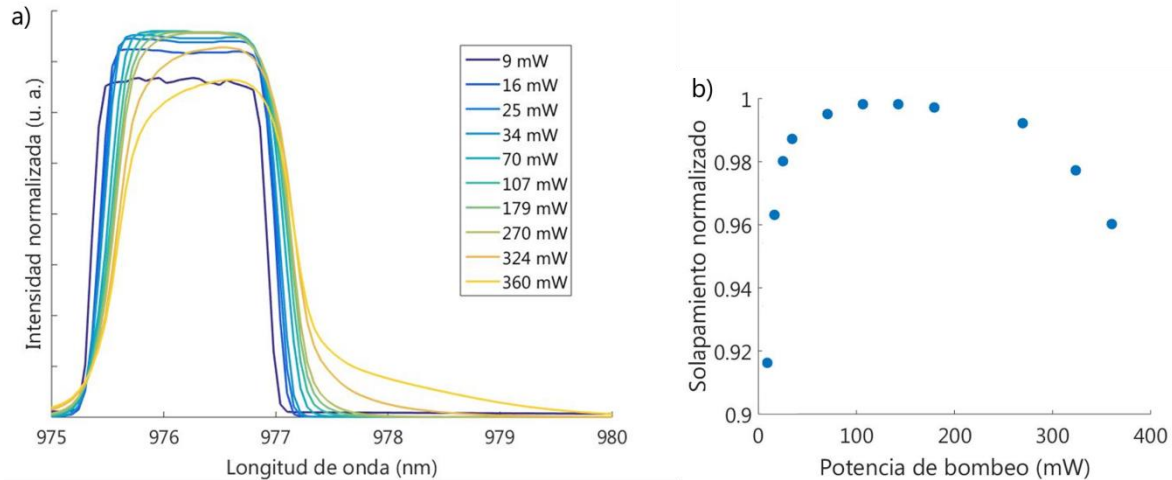 a)
Intensidad normalizada (u. a.)
9 mW
16 mW
25 mW
34 mW
70 mW
107 mW
179 mW
270 mW
324 mW
360 mW
975
976
977
978
979
980
Longitud de onda (nm)
b)
Solapamiento normalizado
1
0.98
0.96
0.94
0.92
0.9
0
100
200
300
400
Potencia de bombeo (mW)